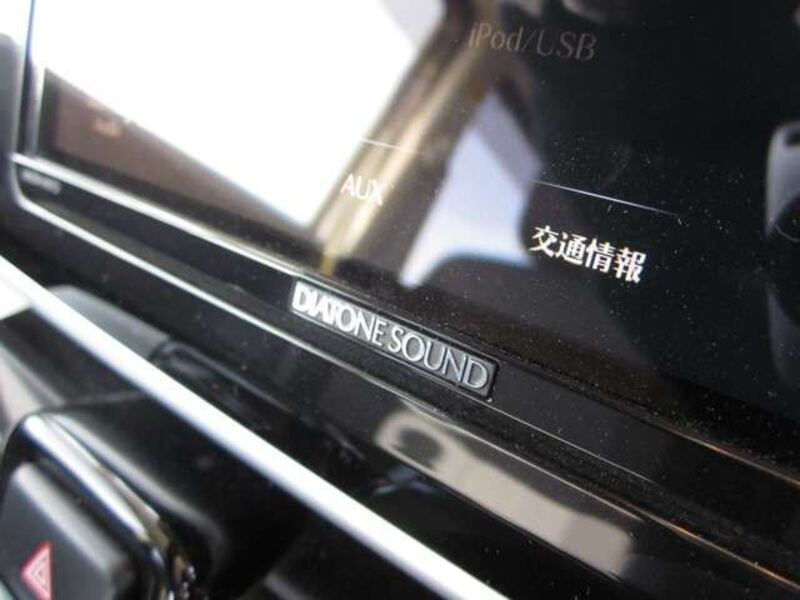 iPod/USB
AUX
交通情報
DIATONE SOUND